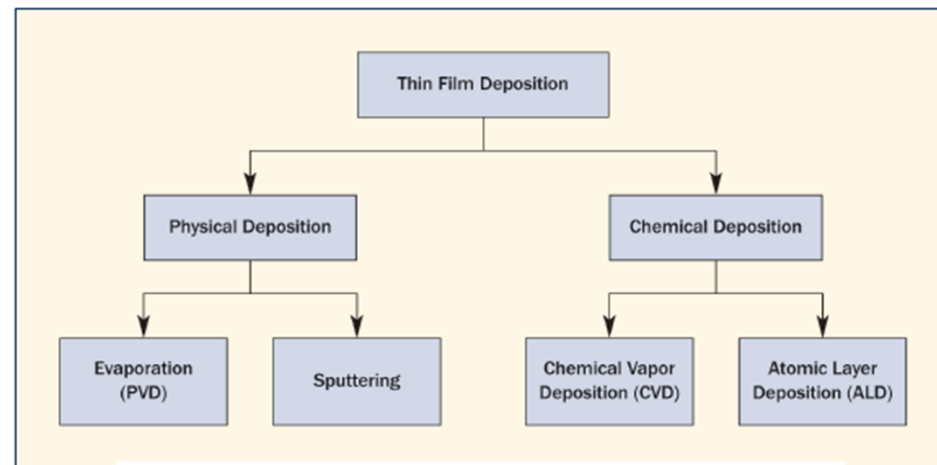 Thin Film Deposition
Physical Deposition
Chemical Deposition
Evaporation
(PVD)
Sputtering
Chemical Vapor
Deposition (CVD)
Atomic Layer
Deposition (ALD)